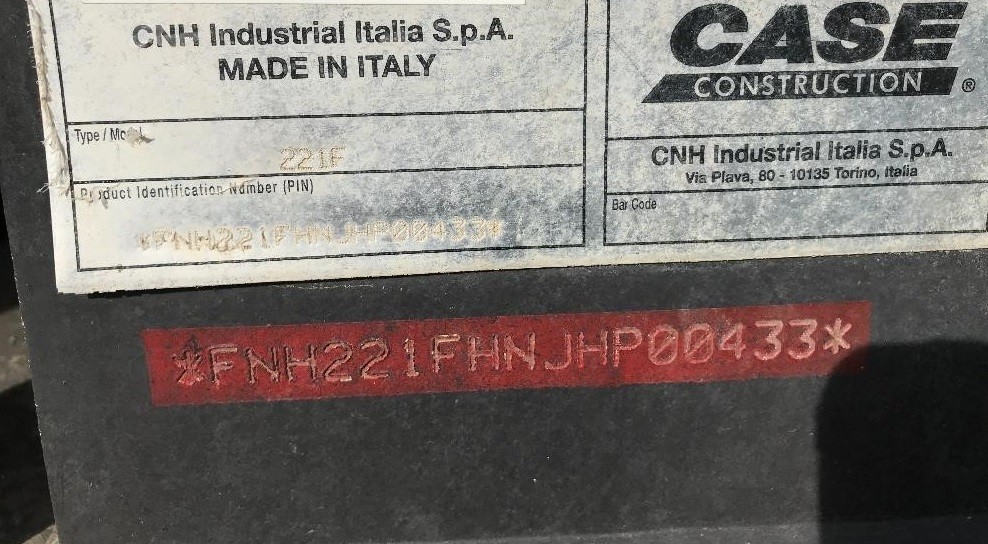 CNH Industrial Italia S.p.A.
MADE IN ITALY
Type / Model
221F
Product Identification Number (PIN)
*FNH221FHNJHP00433*
CASE
CONSTRUCTION ®
CNH Industrial Italia S.p.A.
Via Plava, 80 - 10135 Torino, Italia
Bar Code
*FNH221FHNJHP00433*